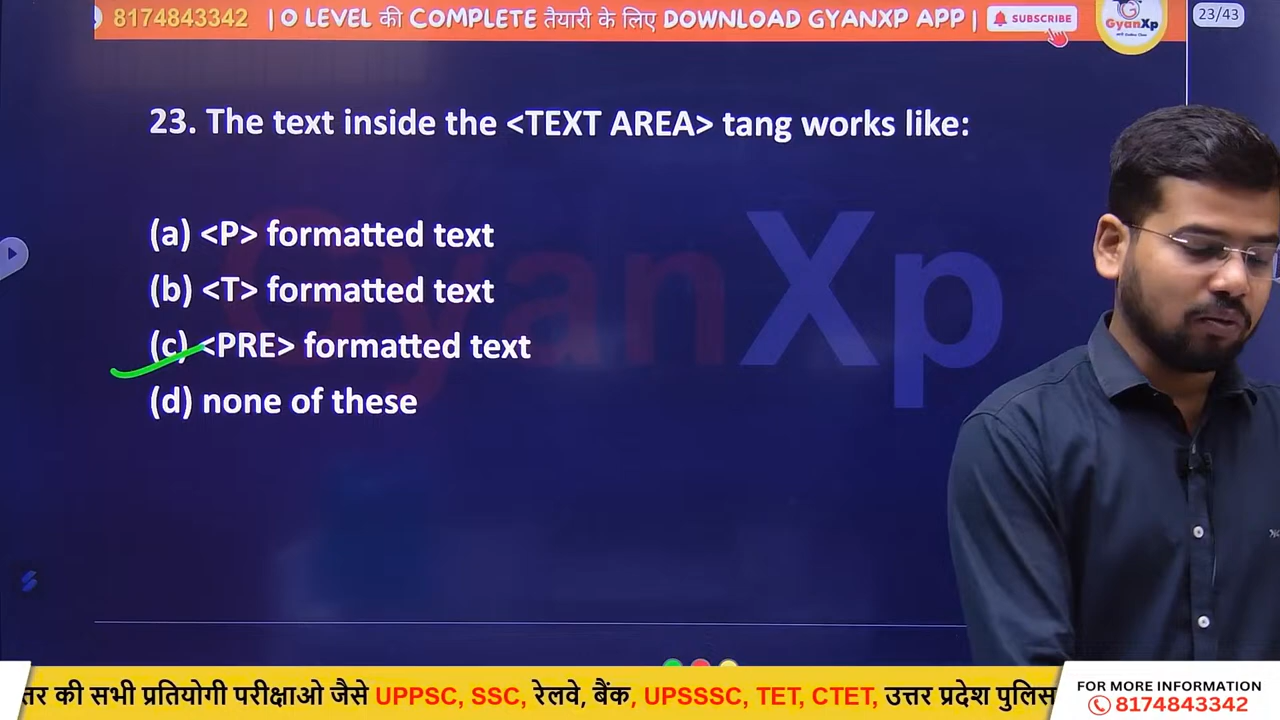 8174843342 | O LEVEL की COMPLETE तैयारी के लिए DOWNLOAD GYANXP APP | SUBSCRIBE
GyanXp
23/43
23. The text inside the <TEXT AREA> tang works like:
(a) <P> formatted text
(b) <T> formatted text
(c) <PRE> formatted text
(d) none of these
GyanXp
की सभी प्रतियोगी परीक्षाओ जैसे UPPSC, SSC, रेलवे, बैंक, UPSSSC, TET, CTET, उत्तर प्रदेश पुलिस
FOR MORE INFORMATION
8174843342